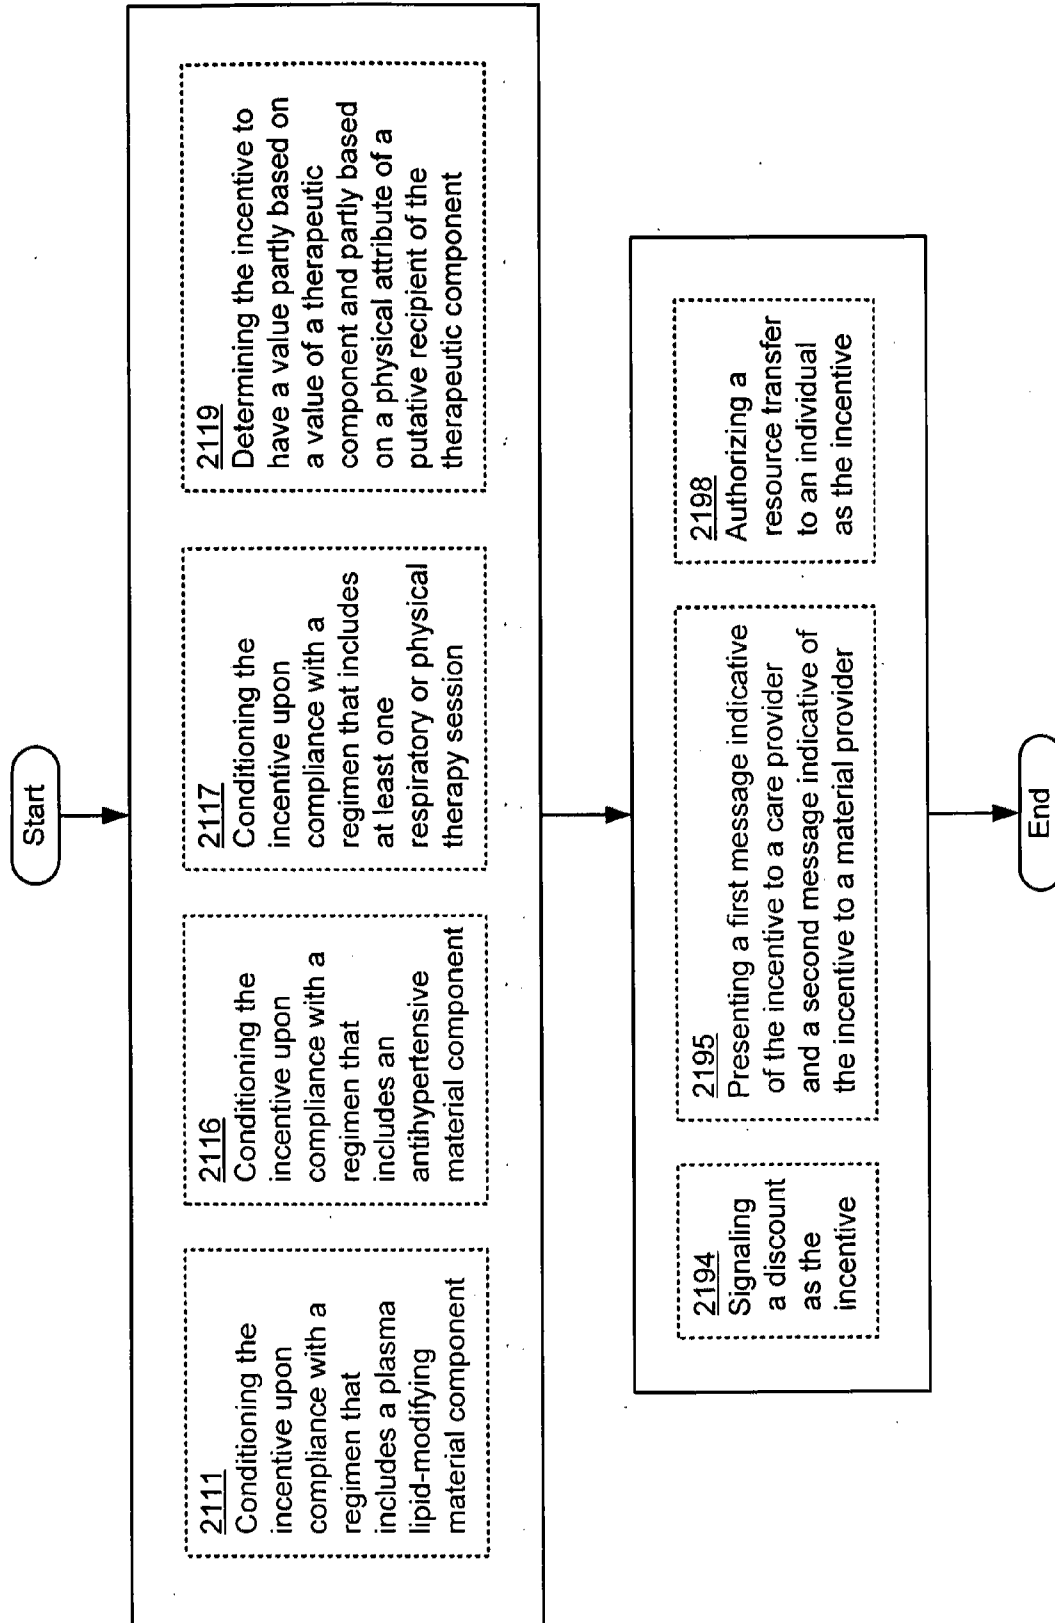 Start
2111
Conditioning the
incentive upon
compliance with a
regimen that
includes a plasma
lipid-modifying
material component
2116
Conditioning the
incentive upon
compliance with a
regimen that
includes an
antihypertensive
material component
2117
Conditioning the
incentive upon
compliance with a
regimen that includes
at least one
respiratory or physical
therapy session
2119
Determining the incentive to
have a value partly based on
a value of a therapeutic
component and partly based
on a physical attribute of a
putative recipient of the
therapeutic component
2194
Signaling
a discount
as the
incentive
2195
Presenting a first message indicative
of the incentive to a care provider
and a second message indicative of
the incentive to a material provider
2198
Authorizing a
resource transfer
to an individual
as the incentive
End